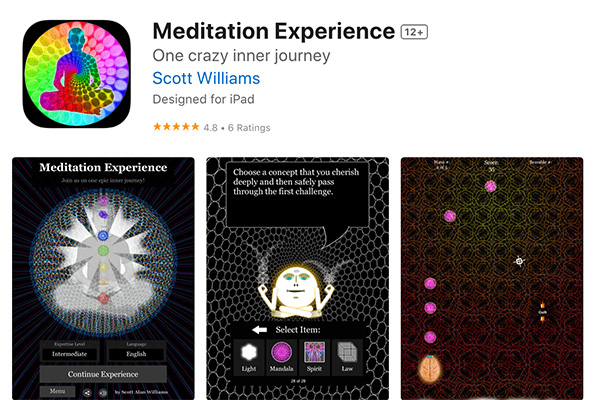 Meditation Experience 12+
One crazy inner journey
Scott Williams
Designed for iPad
★★★★★ 4.8 • 6 Ratings
Meditation Experience
Join us on one epic inner journey!
Expertise Level
Intermediate
Language
English
Continue Experience
Menu
by Scott Alan Williams
Choose a concept that you cherish
deeply and then safely pass
through the first challenge.
Select Item:
Light
Mandala
Spirit
Law
28 of 28
Score
Guilt